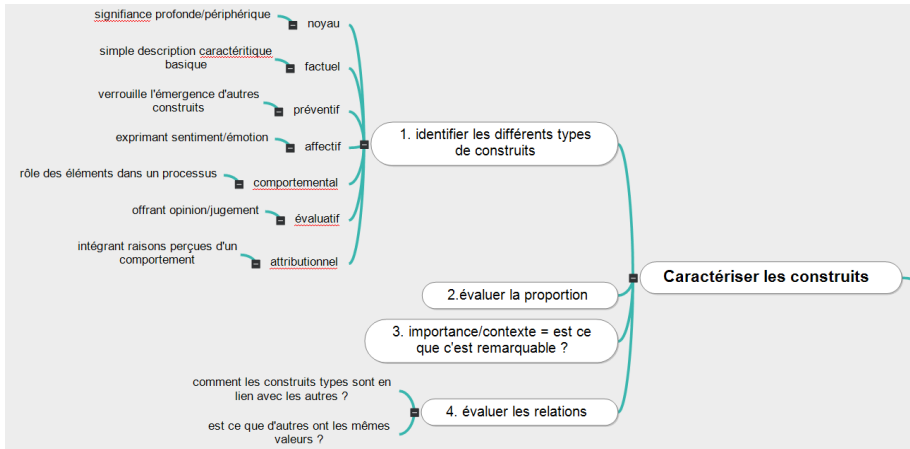 signifiance profonde/périphérique
noyau
simple description caractéritique
basique
factuel
verrouille l'émergence d'autres
construits
préventif
exprimant sentiment/émotion
affectif
rôle des éléments dans un processus
comportemental
offrant opinion/jugement
évaluatif
intégrant raisons perçues d'un
comportement
attributionnel
1. identifier les différents types
de construits
Caractériser les construits
2.évaluer la proportion
3. importance/contexte = est ce
que c'est remarquable ?
comment les construits types sont en
lien avec les autres ?
4. évaluer les relations
est ce que d'autres ont les mêmes
valeurs ?